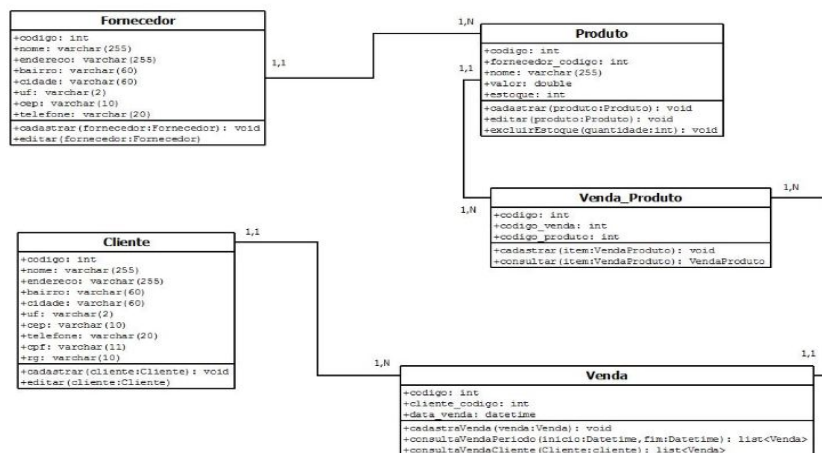 Fornecedor
+codigo: int
+nome: varchar(255)
+endereco: varchar(255)
+bairro: varchar(60)
+cidade: varchar(60)
+uf: varchar(2)
+cep: varchar(10)
+telefone: varchar(20)
+cadastrar(fornecedor:Fornecedor): void
+editar(fornecedor:Fornecedor)
1,1
1,N
Produto
+codigo: int
+fornecedor_codigo: int
+nome: varchar(255)
+valor: double
+estoque: int
+cadastrar(produto:Produto): void
+editar(produto:Produto): void
+excluirEstoque(quantidade:int): void
1,1
1,N
Venda_Produto
+codigo: int
+codigo_venda: int
+codigo_produto: int
+cadastrar(item:VendaProduto): void
+consultar(item:VendaProduto): VendaProduto
1,N
Cliente
+codigo: int
+nome: varchar(255)
+endereco: varchar(255)
+bairro: varchar(60)
+cidade: varchar(60)
+uf: varchar(2)
+cep: varchar(10)
+telefone: varchar(20)
+cpf: varchar(11)
+rg: varchar(10)
+cadastrar(cliente:Cliente): void
+editar(cliente:Cliente)
1,1
1,N
1,1
Venda
+codigo: int
+cliente_codigo: int
+data_venda: datetime
+cadastraVenda(venda:Venda): void
+consultaVendaPeriodo(inicio:Datetime,fim:Datetime): list<Venda>
+consultaVendaCliente(Cliente:cliente): list<Venda>